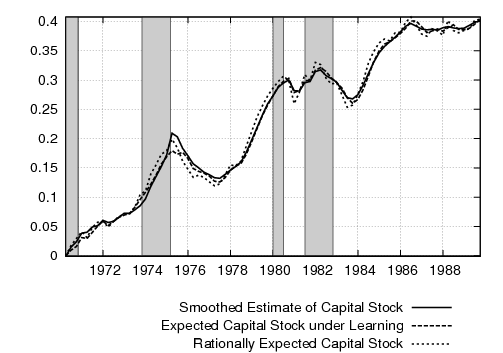 0.4
0.35
0.3
0.25
0.2
0.15
0.1
0.05
0
1972 1974 1976 1978 1980 1982 1984 1986 1988
Smoothed Estimate of Capital Stock
Expected Capital Stock under Learning
Rationally Expected Capital Stock